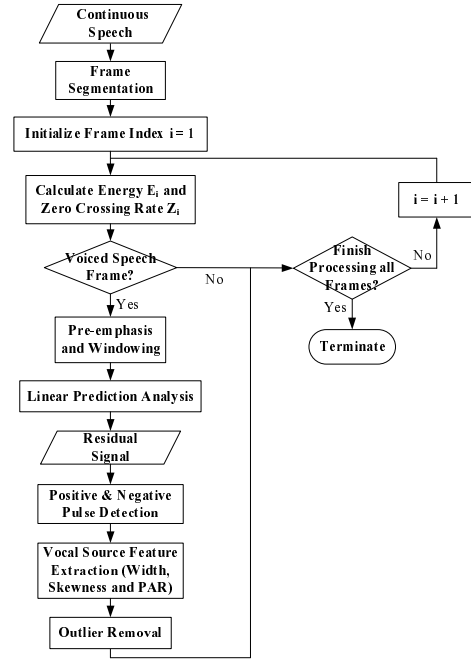 Continuous
Speech
Frame
Segmentation
Initialize Frame Index i = 1
Calculate Energy Eᵢ and
Zero Crossing Rate Zᵢ
i = i + 1
Voiced Speech
Frame?
No
Yes
Finish
Processing all
Frames?
No
Yes
Terminate
Pre-emphasis
and Windowing
Linear Prediction Analysis
Residual
Signal
Positive & Negative
Pulse Detection
Vocal Source Feature
Extraction (Width,
Skewness and PAR)
Outlier Removal